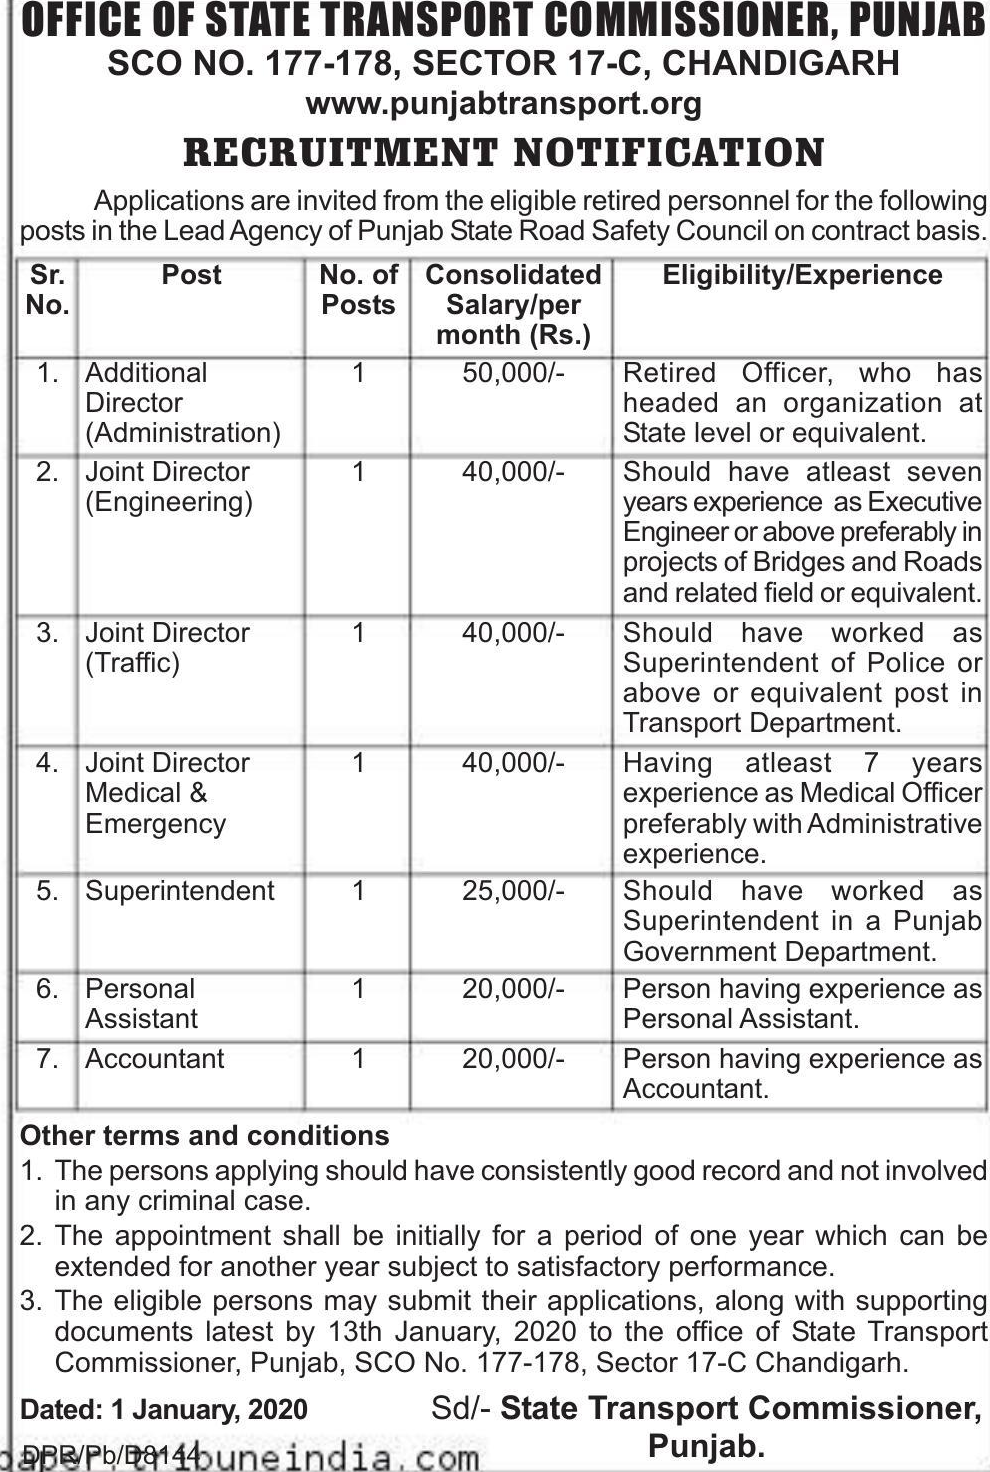 OFFICE OF STATE TRANSPORT COMMISSIONER, PUNJAB
SCO NO. 177-178, SECTOR 17-C, CHANDIGARH
www.punjabtransport.org
RECRUITMENT NOTIFICATION
Applications are invited from the eligible retired personnel for the following
posts in the Lead Agency of Punjab State Road Safety Council on contract basis.
Sr. No. Post No. of Posts Consolidated Salary/per month (Rs.) Eligibility/Experience
1. Additional Director (Administration) 1 50,000/- Retired Officer, who has
headed an organization at
State level or equivalent.
2. Joint Director (Engineering) 1 40,000/- Should have atleast seven
years experience as Executive
Engineer or above preferably in
projects of Bridges and Roads
and related field or equivalent.
3. Joint Director (Traffic) 1 40,000/- Should have worked as
Superintendent of Police or
above or equivalent post in
Transport Department.
4. Joint Director Medical & Emergency 1 40,000/- Having atleast 7 years
experience as Medical Officer
preferably with Administrative
experience.
5. Superintendent 1 25,000/- Should have worked as
Superintendent in a Punjab
Government Department.
6. Personal Assistant 1 20,000/- Person having experience as
Personal Assistant.
7. Accountant 1 20,000/- Person having experience as
Accountant.
Other terms and conditions
1. The persons applying should have consistently good record and not involved
in any criminal case.
2. The appointment shall be initially for a period of one year which can be
extended for another year subject to satisfactory performance.
3. The eligible persons may submit their applications, along with supporting
documents latest by 13th January, 2020 to the office of State Transport
Commissioner, Punjab, SCO No. 177-178, Sector 17-C Chandigarh.
Dated: 1 January, 2020 Sd/- State Transport Commissioner,
Punjab.
DPR/Pb/D8144
paper.tribuneindia.com